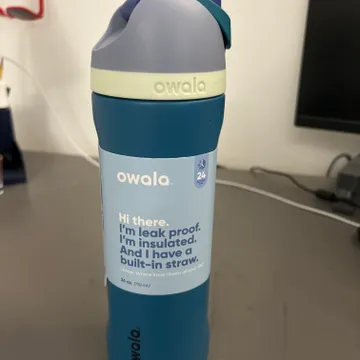 owala
24
owala
Hi there.
I'm leak proof.
I'm insulated.
And I have a
built-in straw.
owala.